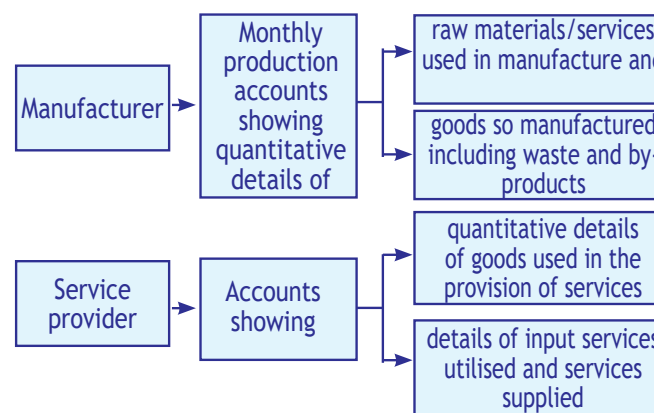 Manufacturer
Monthly
production
accounts
showing
quantitative
details of
raw materials/services
used in manufacture and
goods so manufactured
including waste and by-
products
Service
provider
Accounts
showing
quantitative details
of goods used in the
provision of services
details of input services
utilised and services
supplied